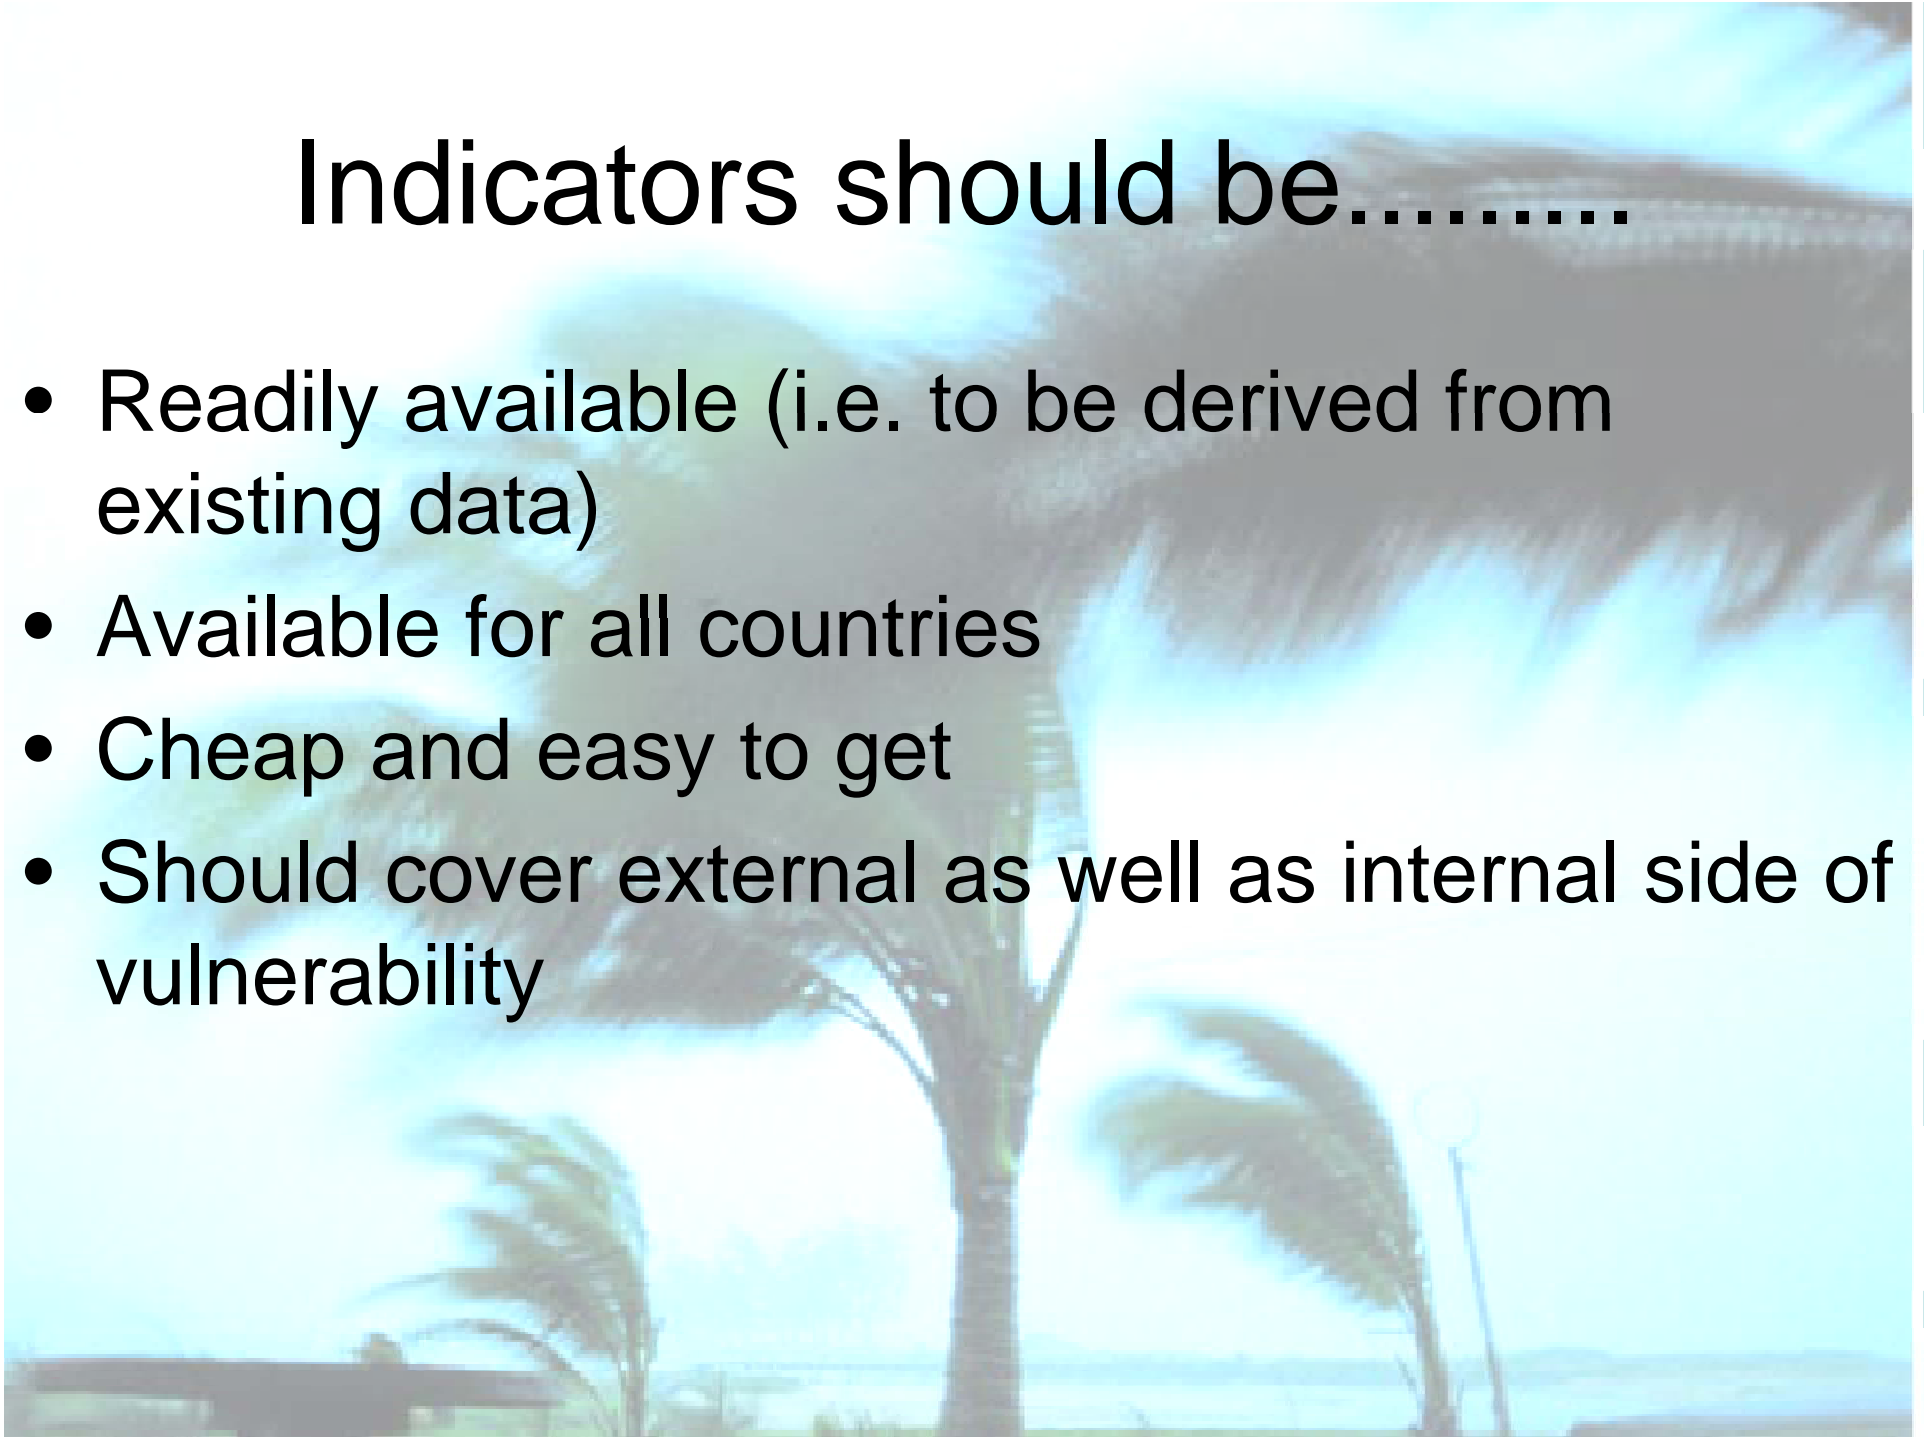 Indicators should be.........
• Readily available (i.e. to be derived from
existing data)
• Available for all countries
• Cheap and easy to get
• Should cover external as well as internal side of
vulnerability